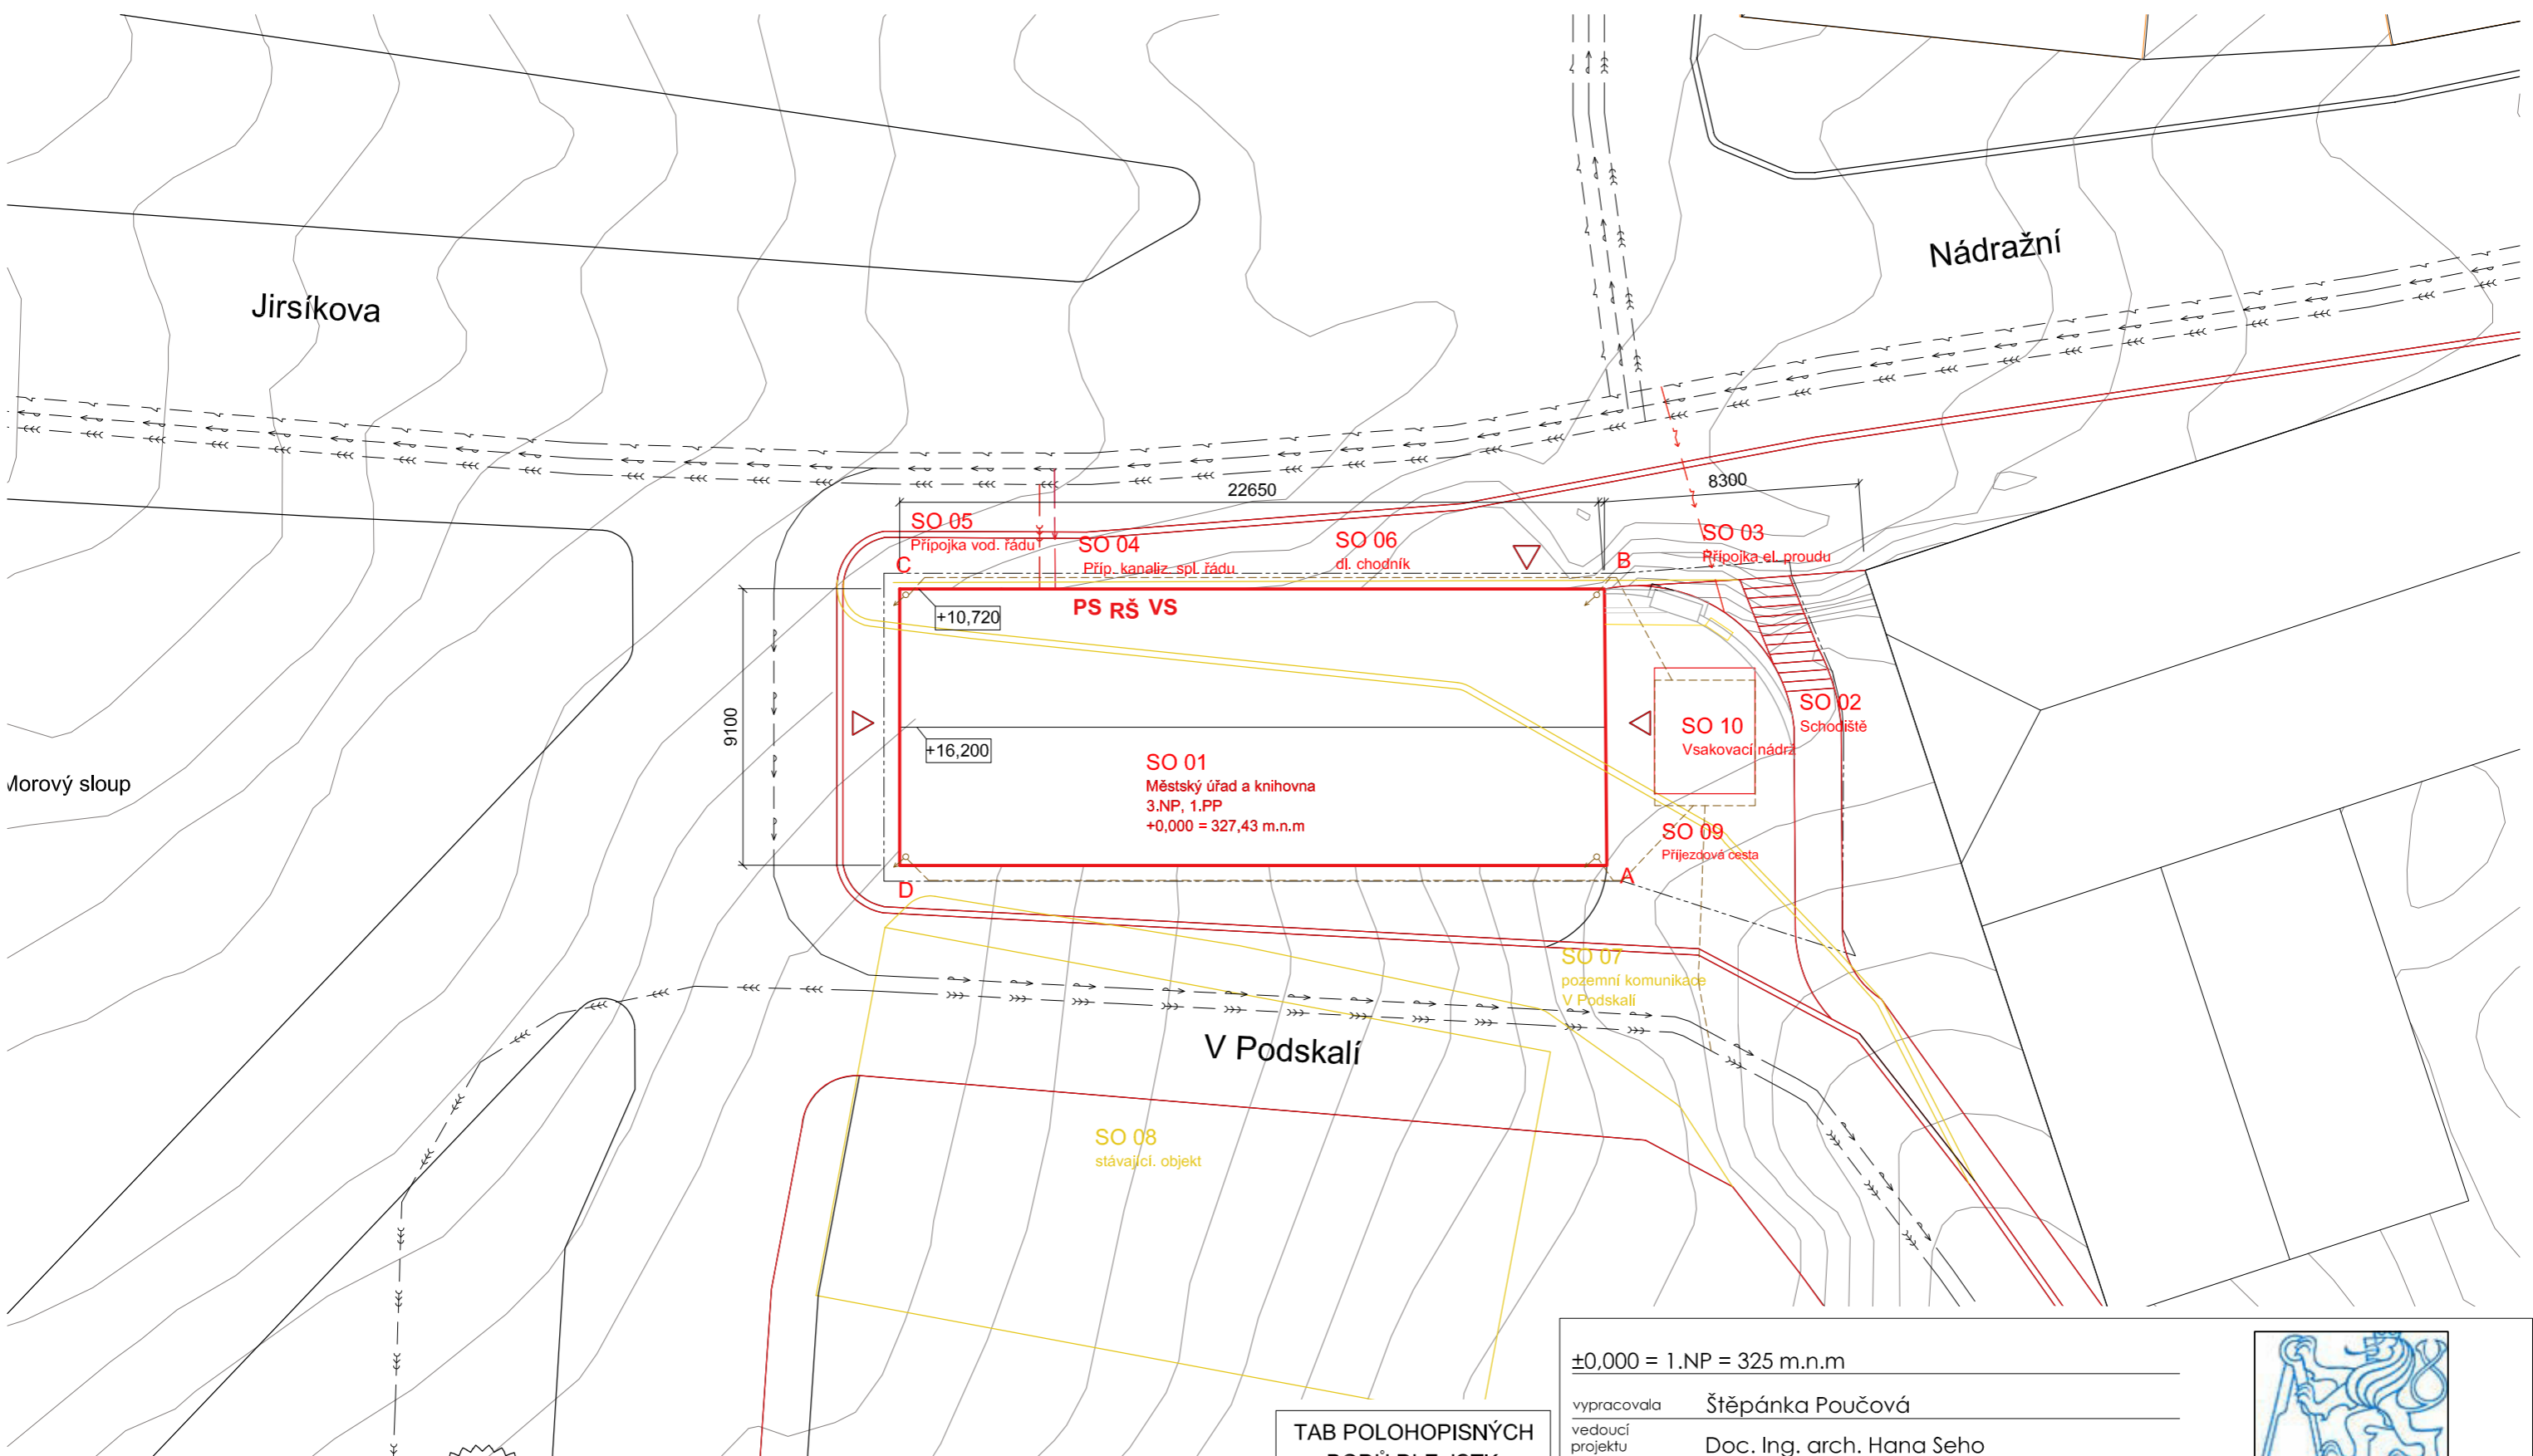 Nádražní
Jirsíkova
22650
8300
SO 05
Přípojka vod. řádu
SO 04
Příp. kanaliz. spl. řádu
SO 06
dl. chodník
SO 03
Přípojka el. proudu
C
B
+10,720
PS RŠ VS
9100
SO 02
Schodiště
SO 10
Vsakovací nádrž
+16,200
SO 01
Městský úřad a knihovna
3.NP, 1.PP
+0,000 = 327,43 m.n.m
Morový sloup
SO 09
Příjezdová cesta
D
A
SO 07
pozemní komunikace
V Podskalí
V Podskalí
SO 08
stávající. objekt
±0,000 = 1.NP = 325 m.n.m
vypracovala Štěpánka Poučová
vedoucí
projektu Doc. Ing. arch. Hana Seho
TAB POLOHOPISNÝCH